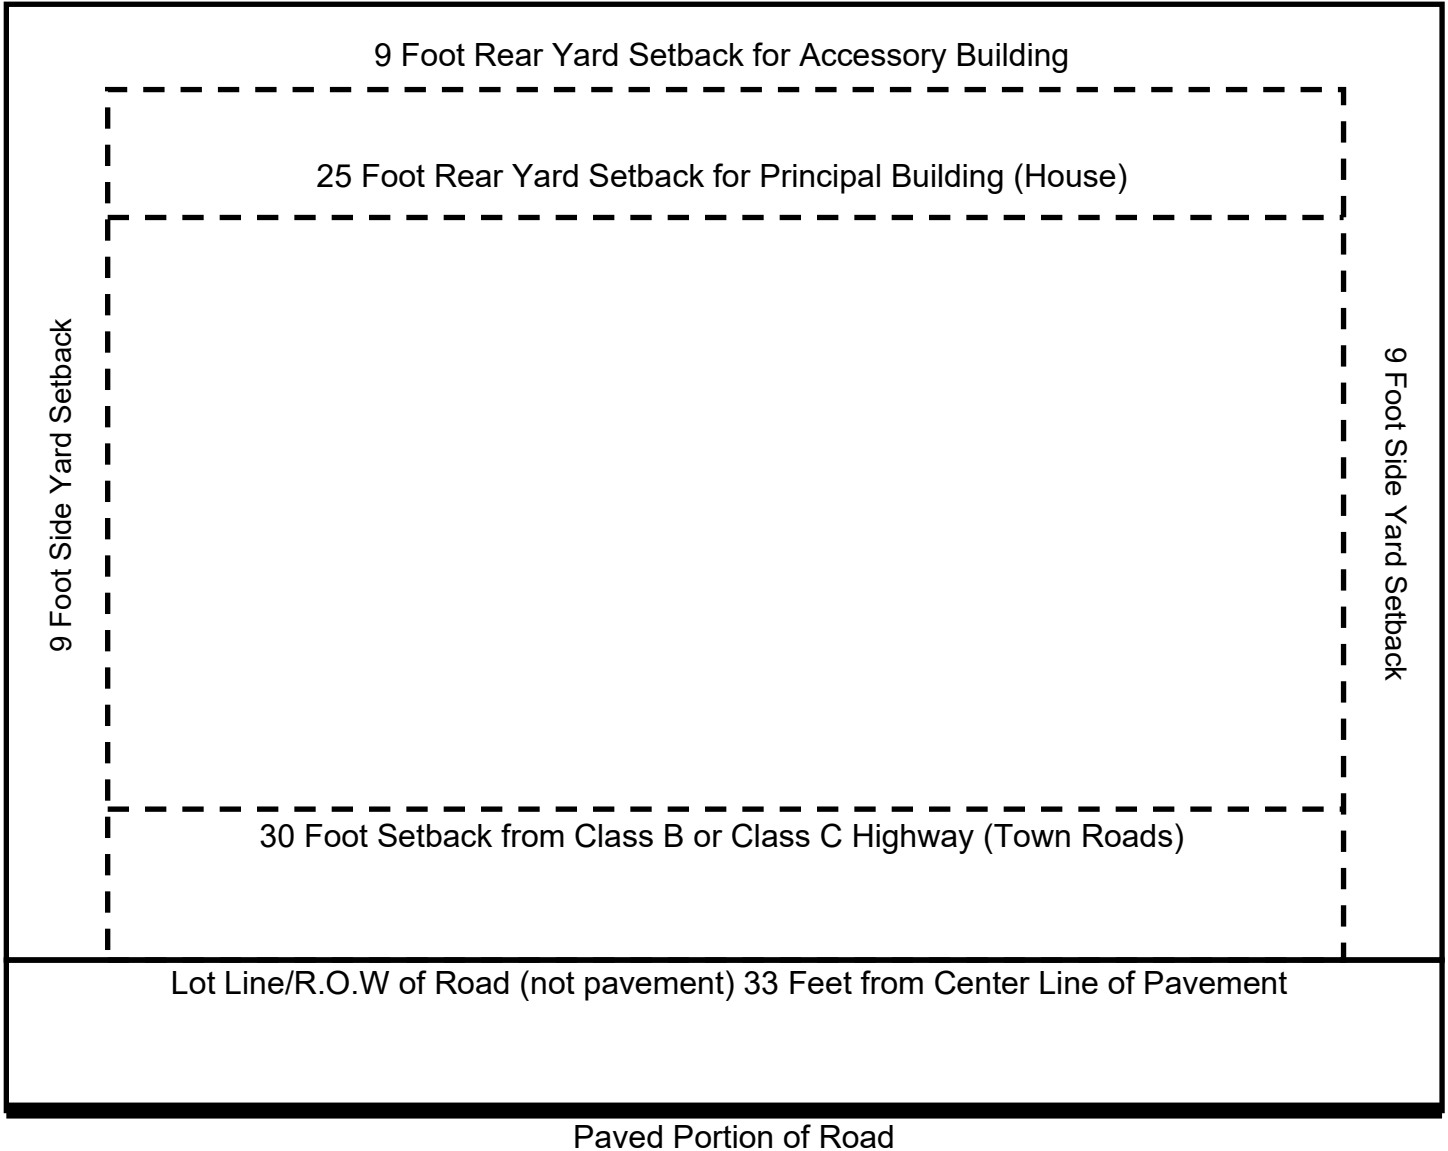 9 Foot Rear Yard Setback for Accessory Building
25 Foot Rear Yard Setback for Principal Building (House)
9 Foot Side Yard Setback
9 Foot Side Yard Setback
30 Foot Setback from Class B or Class C Highway (Town Roads)
Lot Line/R.O.W of Road (not pavement) 33 Feet from Center Line of Pavement
Paved Portion of Road